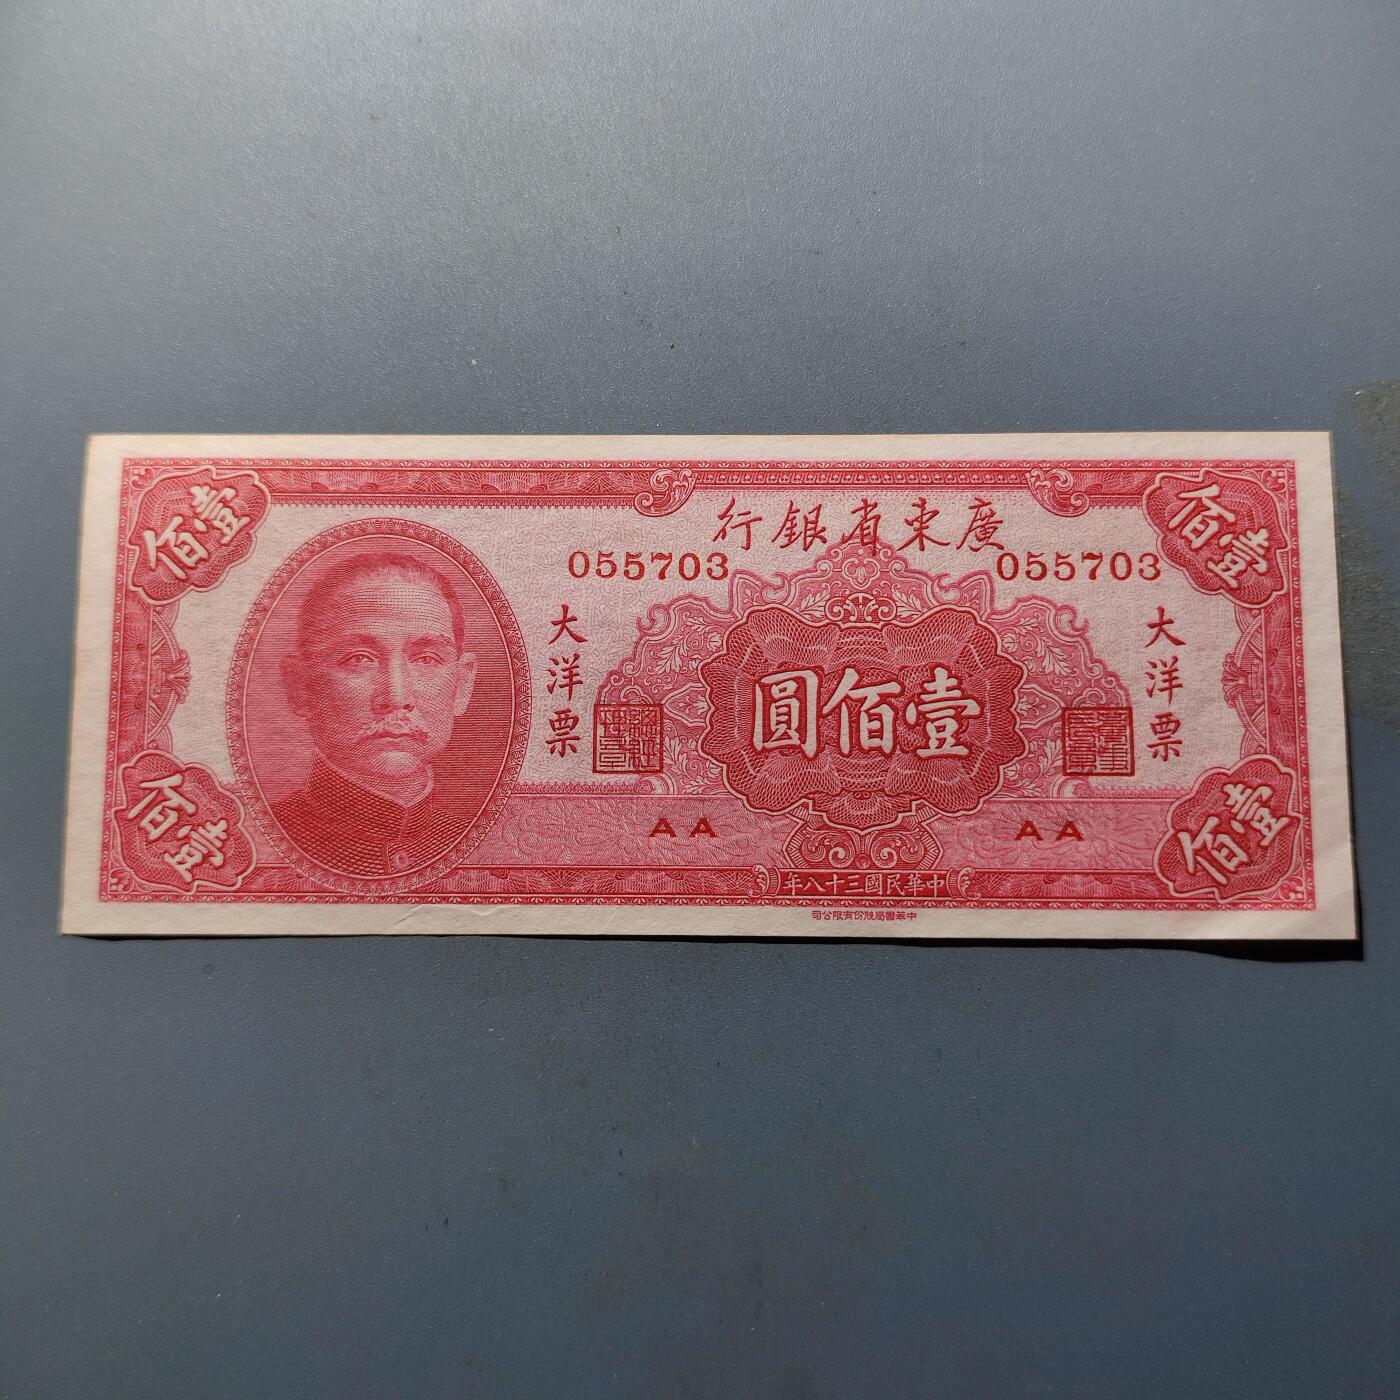 廣東省銀行
055703
055703
壹佰
壹佰
大洋票
大洋票
壹佰圓
AA
AA
壹佰
壹佰
中華民國三十八年
中華書局股份有限公司